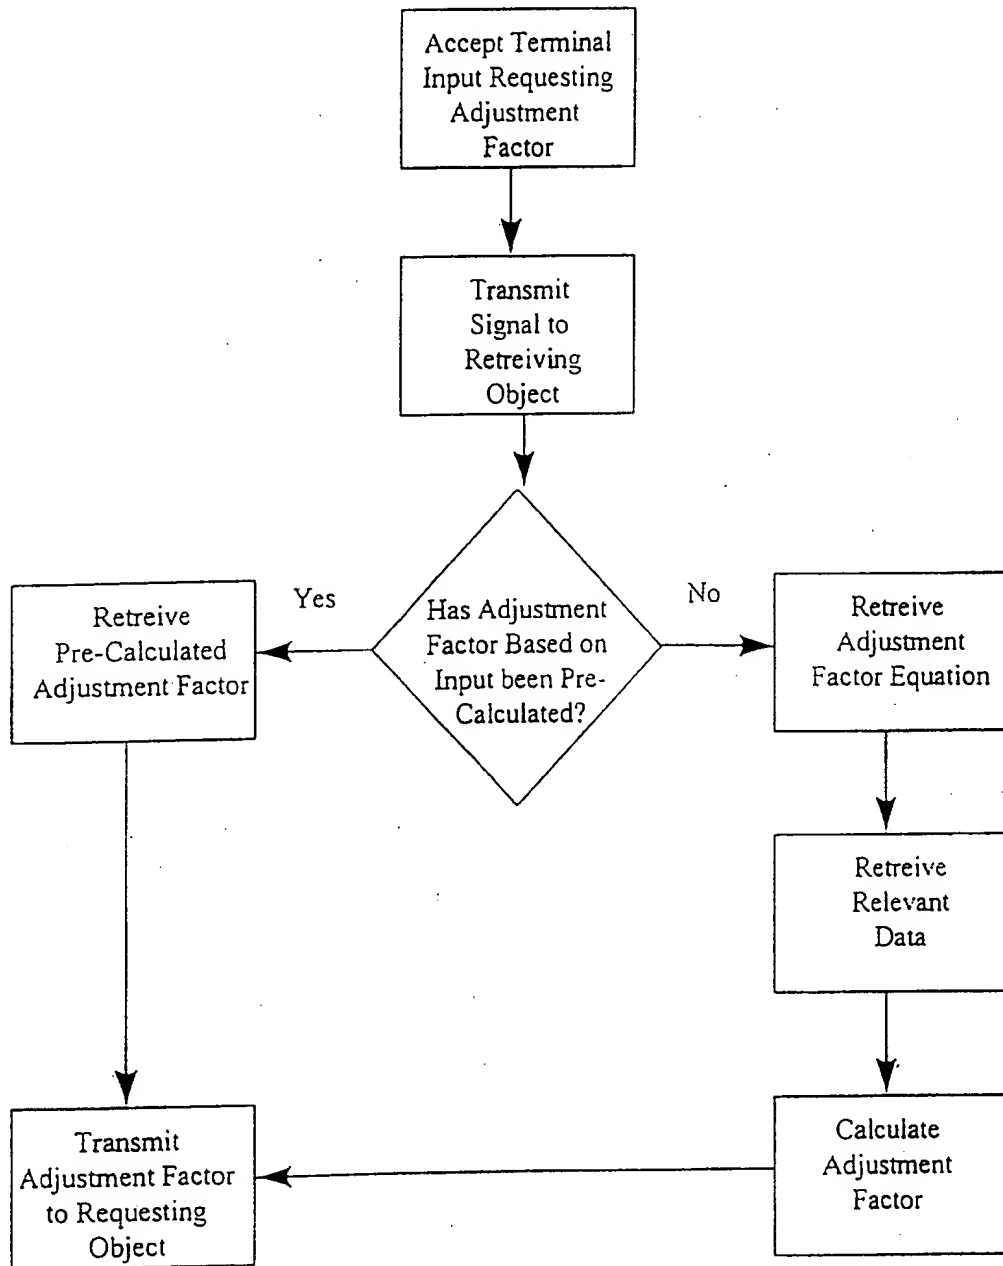 Accept Terminal
Input Requesting
Adjustment
Factor
Transmit
Signal to
Retreiving
Object
Has Adjustment
Factor Based on
Input been Pre-
Calculated?
Yes
No
Retreive
Pre-Calculated
Adjustment Factor
Retreive
Adjustment
Factor Equation
Retreive
Relevant
Data
Calculate
Adjustment
Factor
Transmit
Adjustment Factor
to Requesting
Object